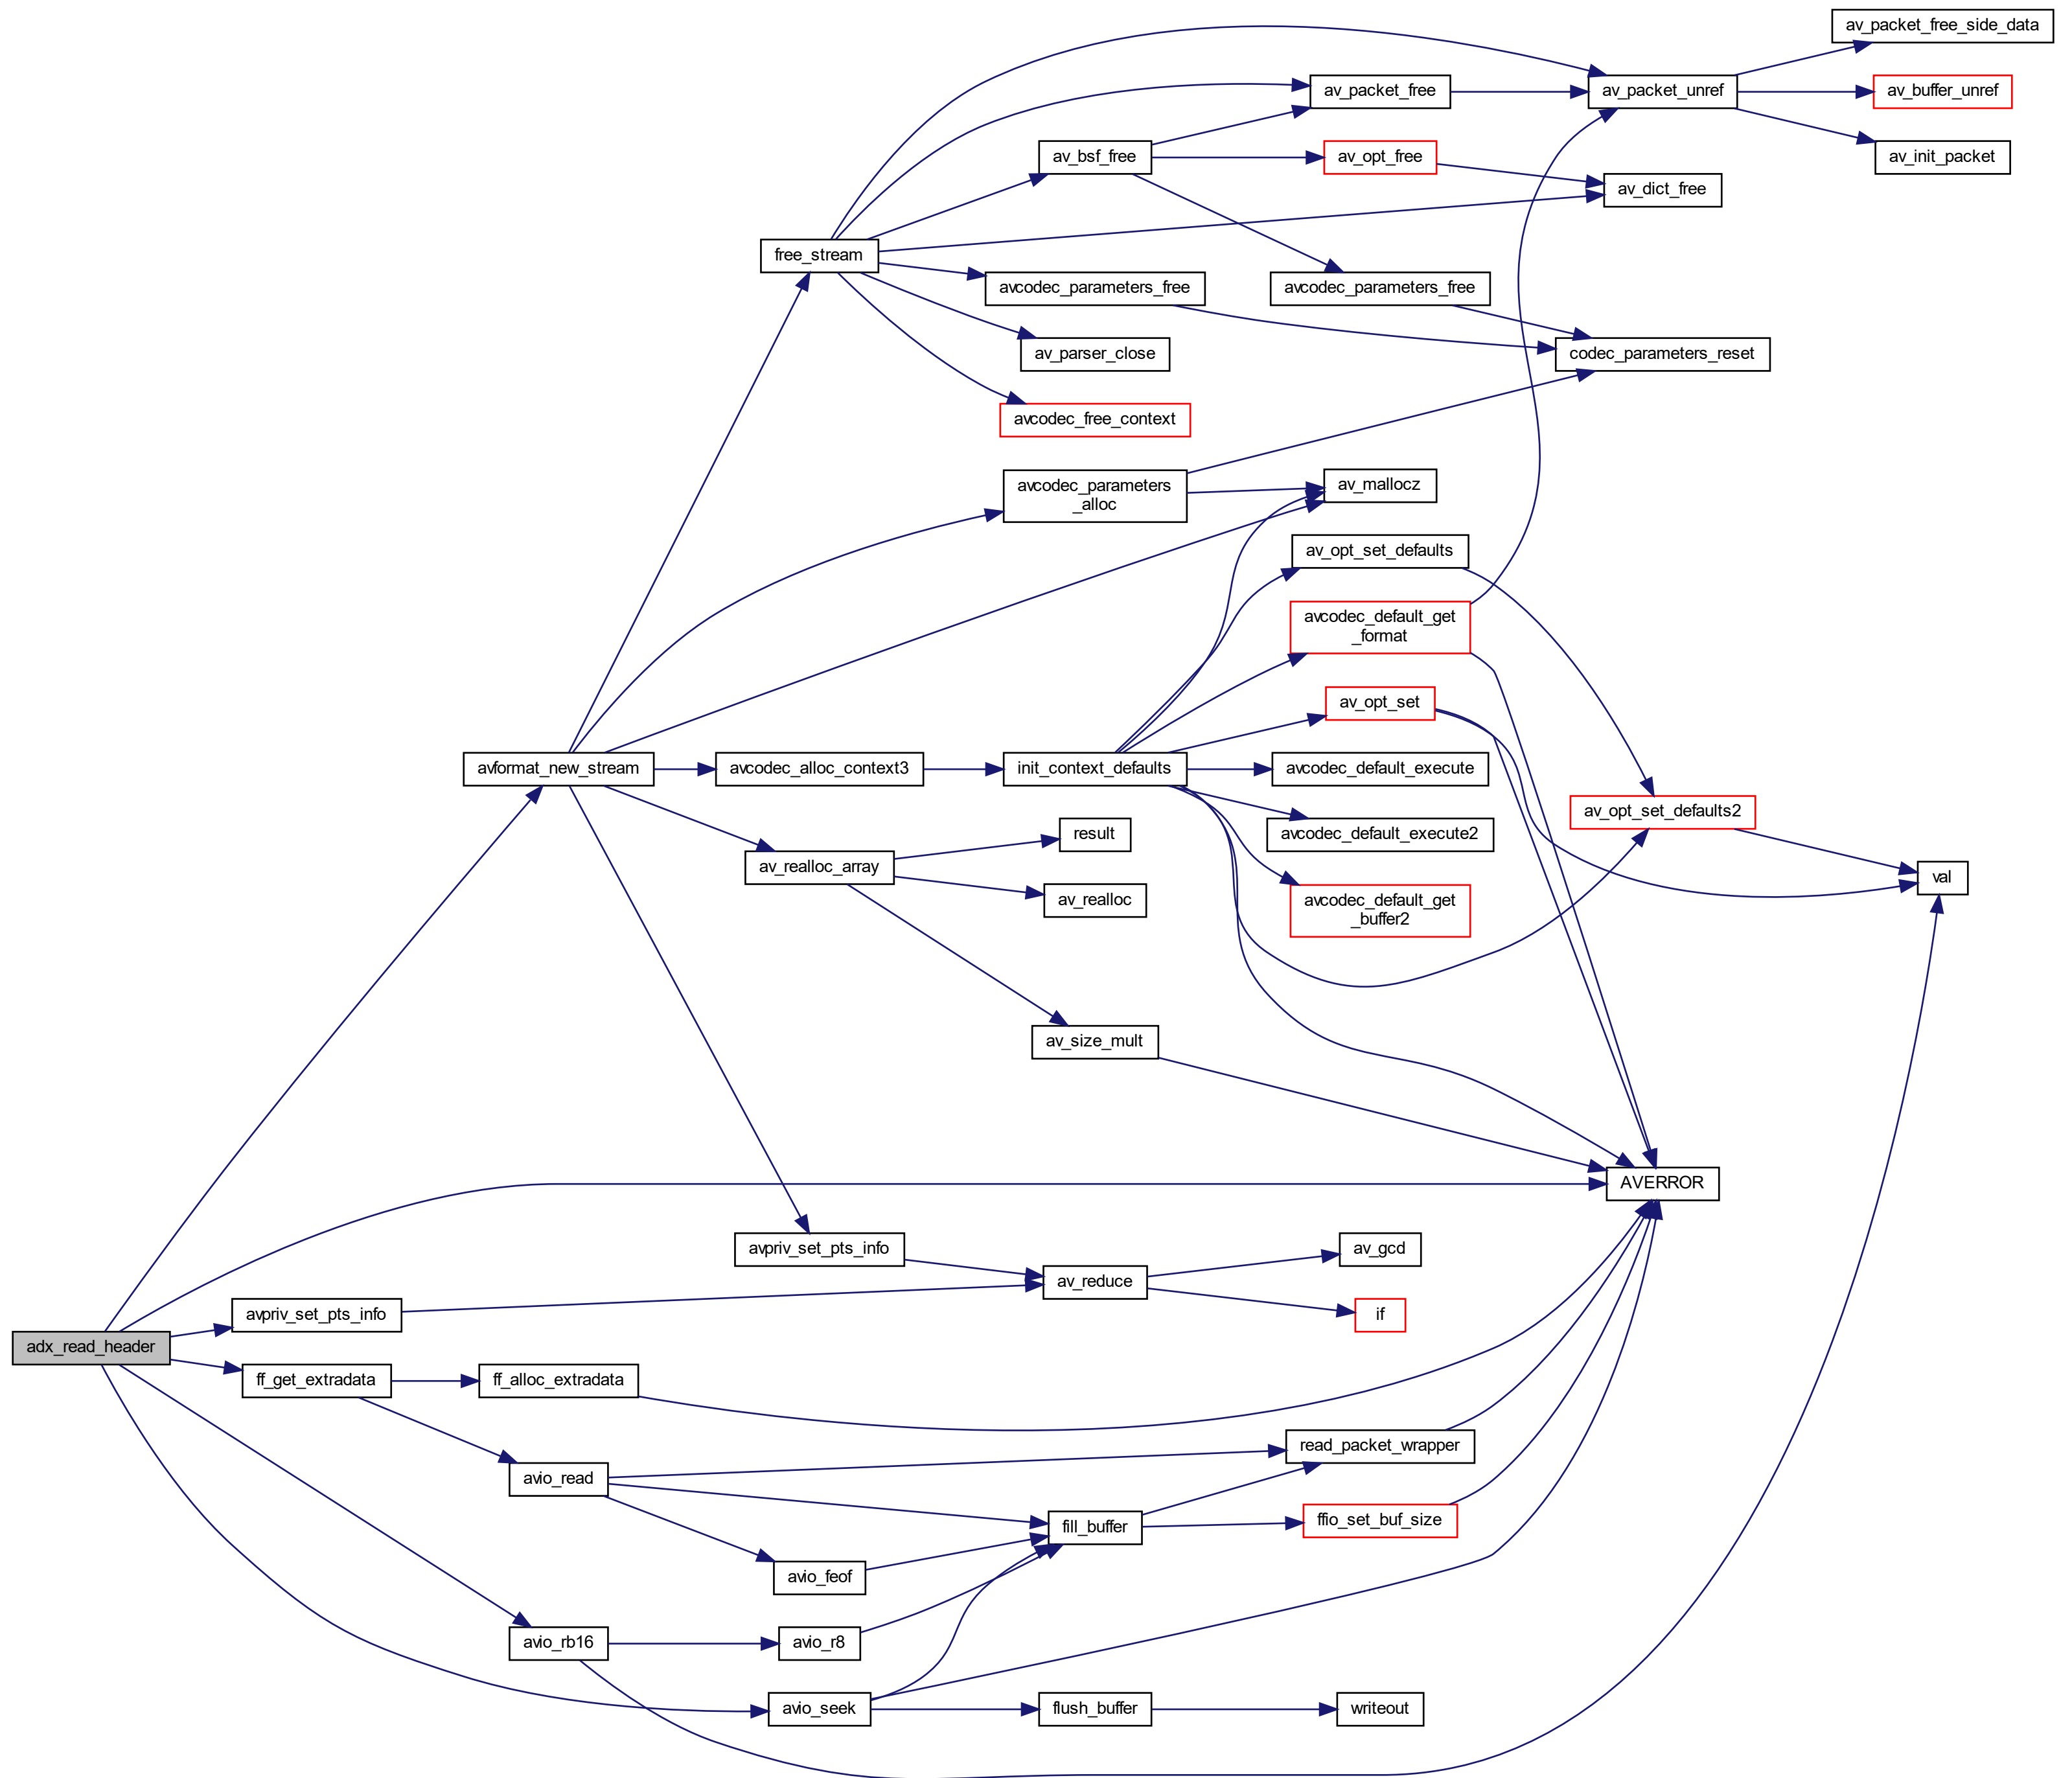 av_packet_free_side_data
av_packet_free
av_packet_unref
av_buffer_unref
av_bsf_free
av_opt_free
av_init_packet
av_dict_free
free_stream
avcodec_parameters_free
avcodec_parameters_free
av_parser_close
codec_parameters_reset
avcodec_free_context
avcodec_parameters
_alloc
av_mallocz
av_opt_set_defaults
avcodec_default_get
_format
av_opt_set
avformat_new_stream
avcodec_alloc_context3
init_context_defaults
avcodec_default_execute
av_opt_set_defaults2
result
avcodec_default_execute2
av_realloc_array
val
av_realloc
avcodec_default_get
_buffer2
av_size_mult
AVERROR
avpriv_set_pts_info
av_gcd
av_reduce
avpriv_set_pts_info
if
adx_read_header
ff_get_extradata
ff_alloc_extradata
read_packet_wrapper
avio_read
fill_buffer
ffio_set_buf_size
avio_feof
avio_rb16
avio_r8
avio_seek
flush_buffer
writeout